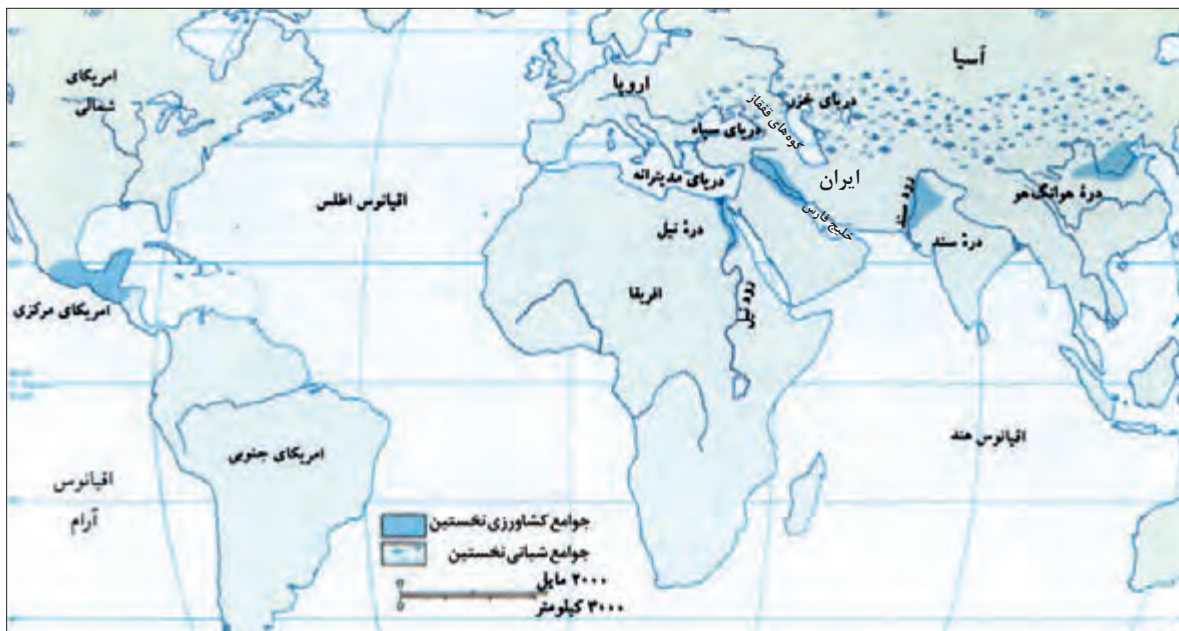 امریکای
شمالی
اروپا
آسیا
دریای خزر
کوه‌های قفقاز
دریای سیاه
دریای مدیترانه
ایران
رود سند
درهٔ هوانگ‌هو
اقیانوس اطلس
خلیج فارس
درهٔ نیل
درهٔ سند
افریقا
رود نیل
امریکای مرکزی
اقیانوس هند
امریکای جنوبی
اقیانوس
آرام
جوامع کشاورزی نخستین
جوامع شبانی نخستین
۲۰۰۰ مایل
۳۰۰۰ کیلومتر